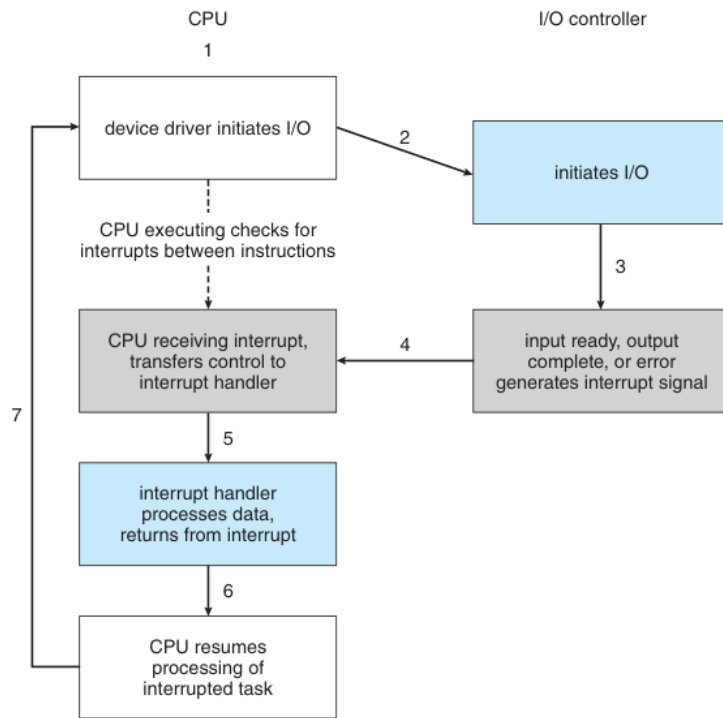 CPU
I/O controller
1
device driver initiates I/O
2
initiates I/O
CPU executing checks for
interrupts between instructions
3
CPU receiving interrupt,
transfers control to
interrupt handler
4
input ready, output
complete, or error
generates interrupt signal
7
5
interrupt handler
processes data,
returns from interrupt
6
CPU resumes
processing of
interrupted task